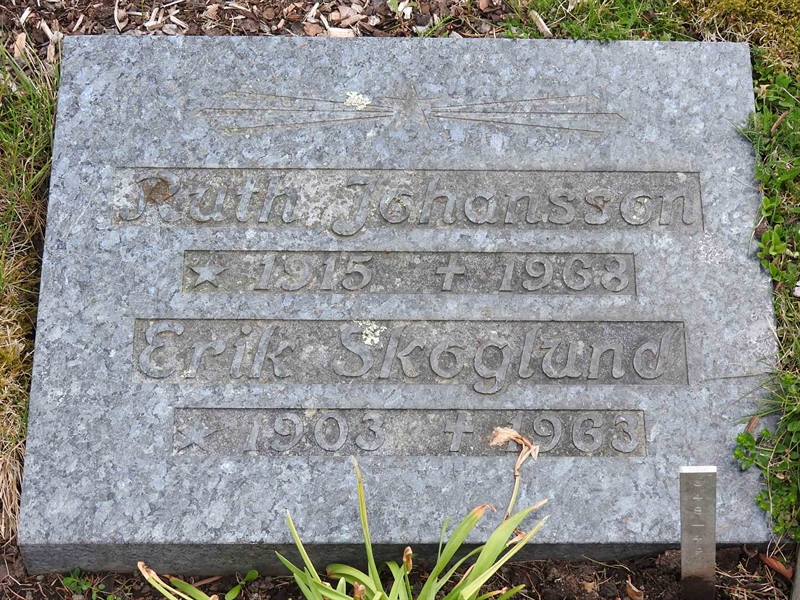 Ruth Johansson
★ 1915 ✝ 1968
Erik Skoglund
★ 1903 ✝ 1963